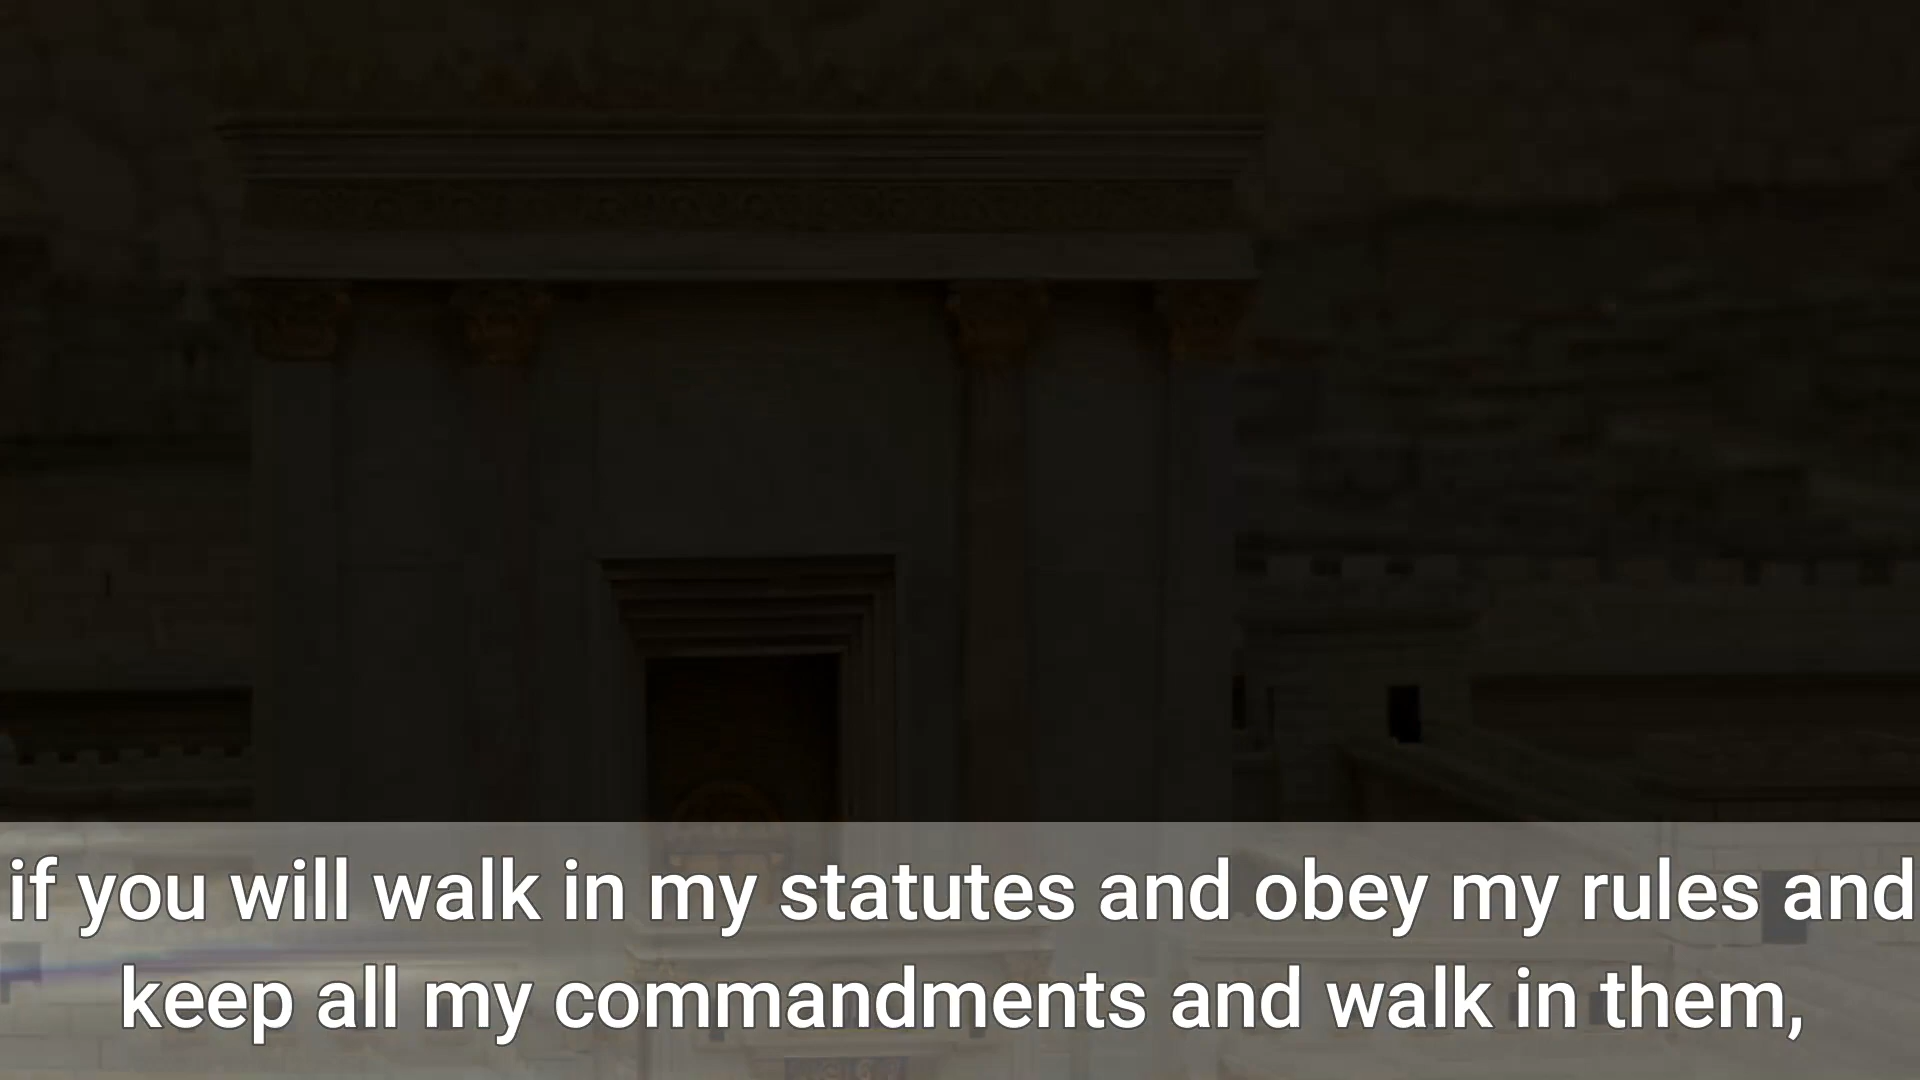 if you will walk in my statutes and obey my rules and
keep all my commandments and walk in them,